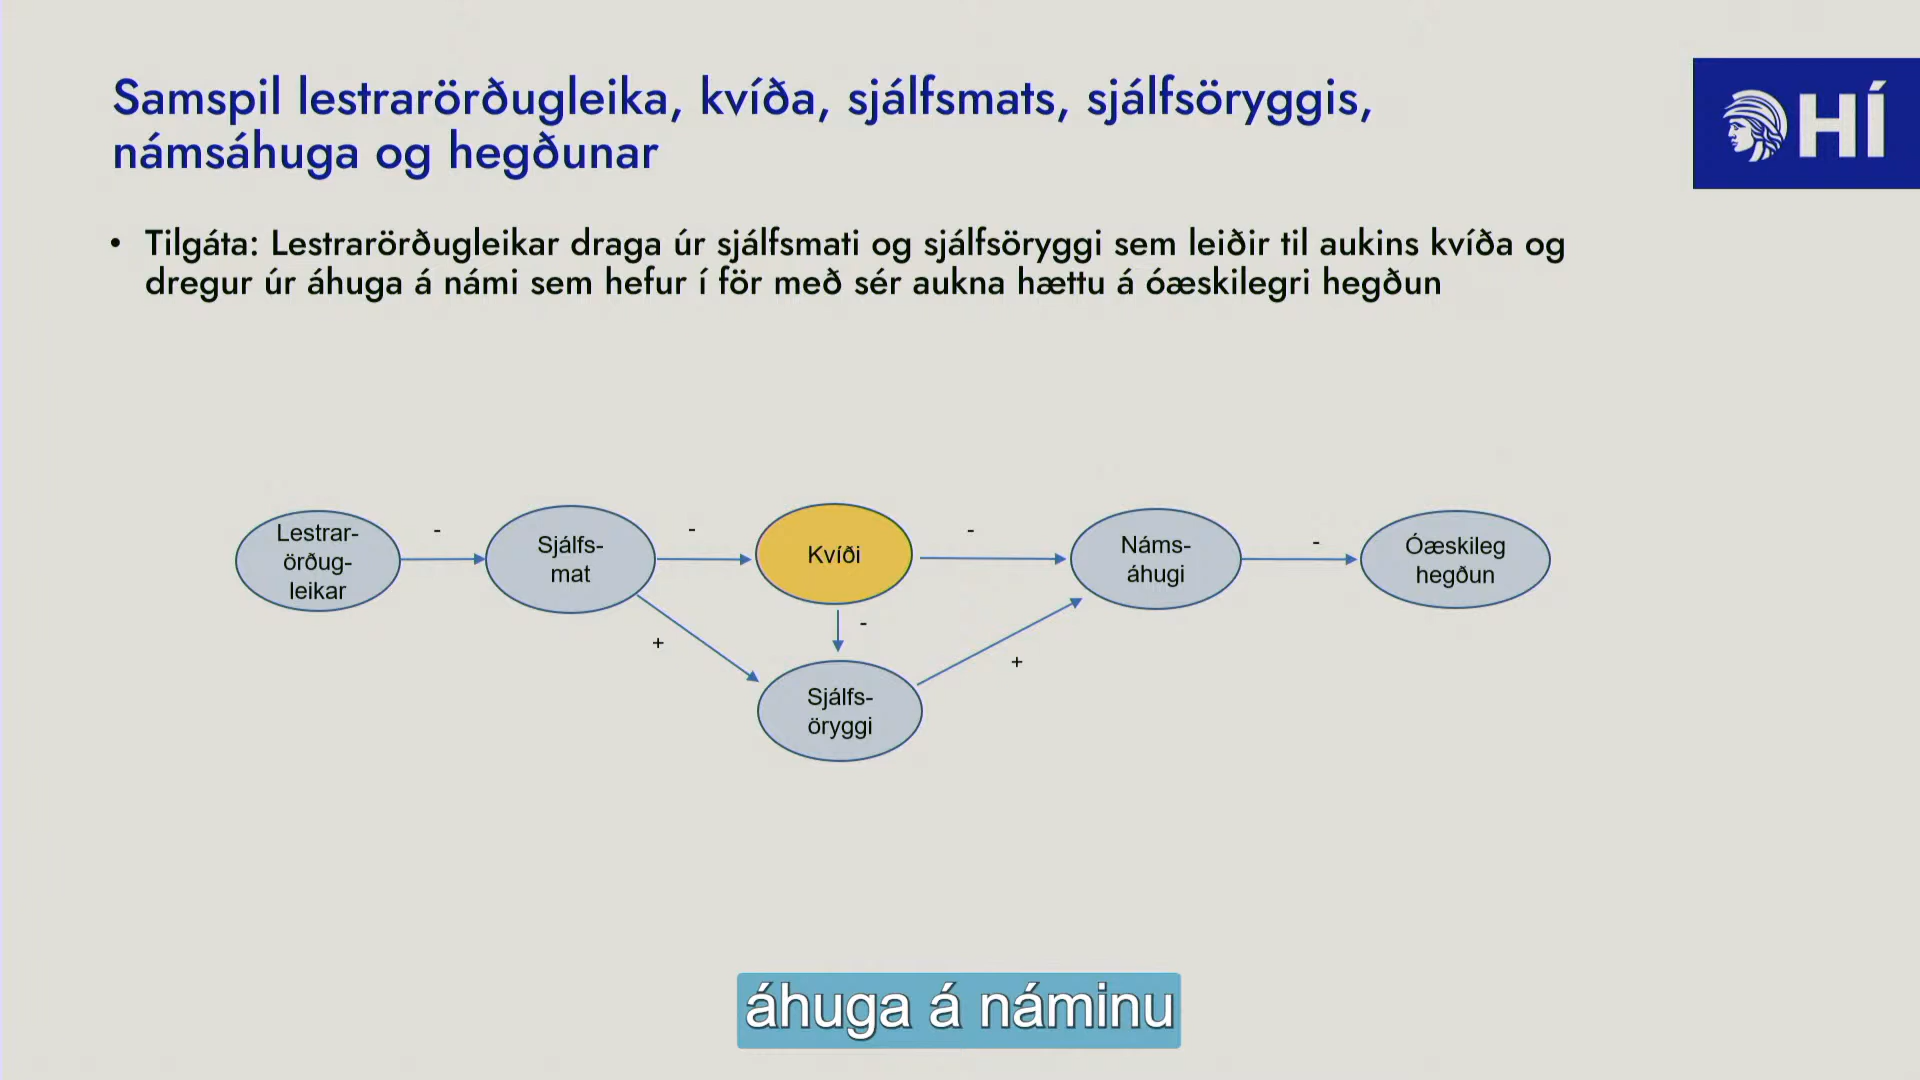 Samspil lestrarörðugleika, kvíða, sjálfsmats, sjálfsöryggis,
námsáhuga og hegðunar
HÍ
• Tilgáta: Lestrarörðugleikar draga úr sjálfsmati og sjálfsöryggi sem leiðir til aukins kvíða og
dregur úr áhuga á námi sem hefur í för með sér aukna hættu á óæskilegri hegðun
Lestrar-
örðug-
leikar
-
Sjálfs-
mat
-
Kvíði
-
Náms-
áhugi
-
Óæskileg
hegðun
+
-
Sjálfs-
öryggi
+
áhuga á náminu